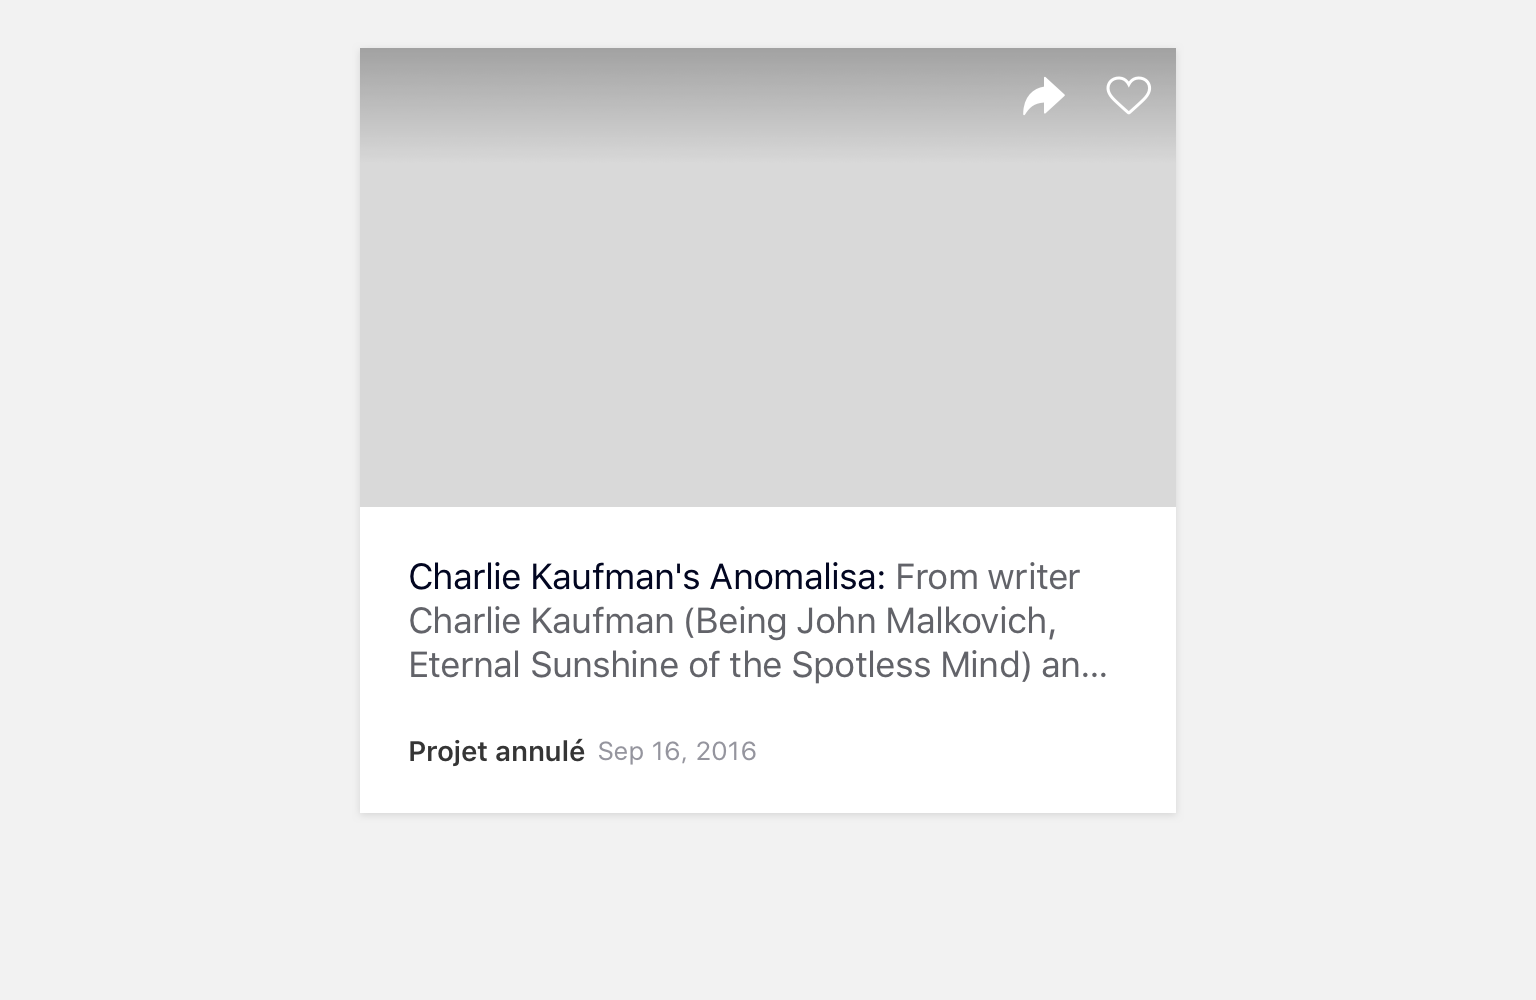 Charlie Kaufman's Anomalisa: From writer
Charlie Kaufman (Being John Malkovich,
Eternal Sunshine of the Spotless Mind) an...
Projet annulé Sep 16, 2016